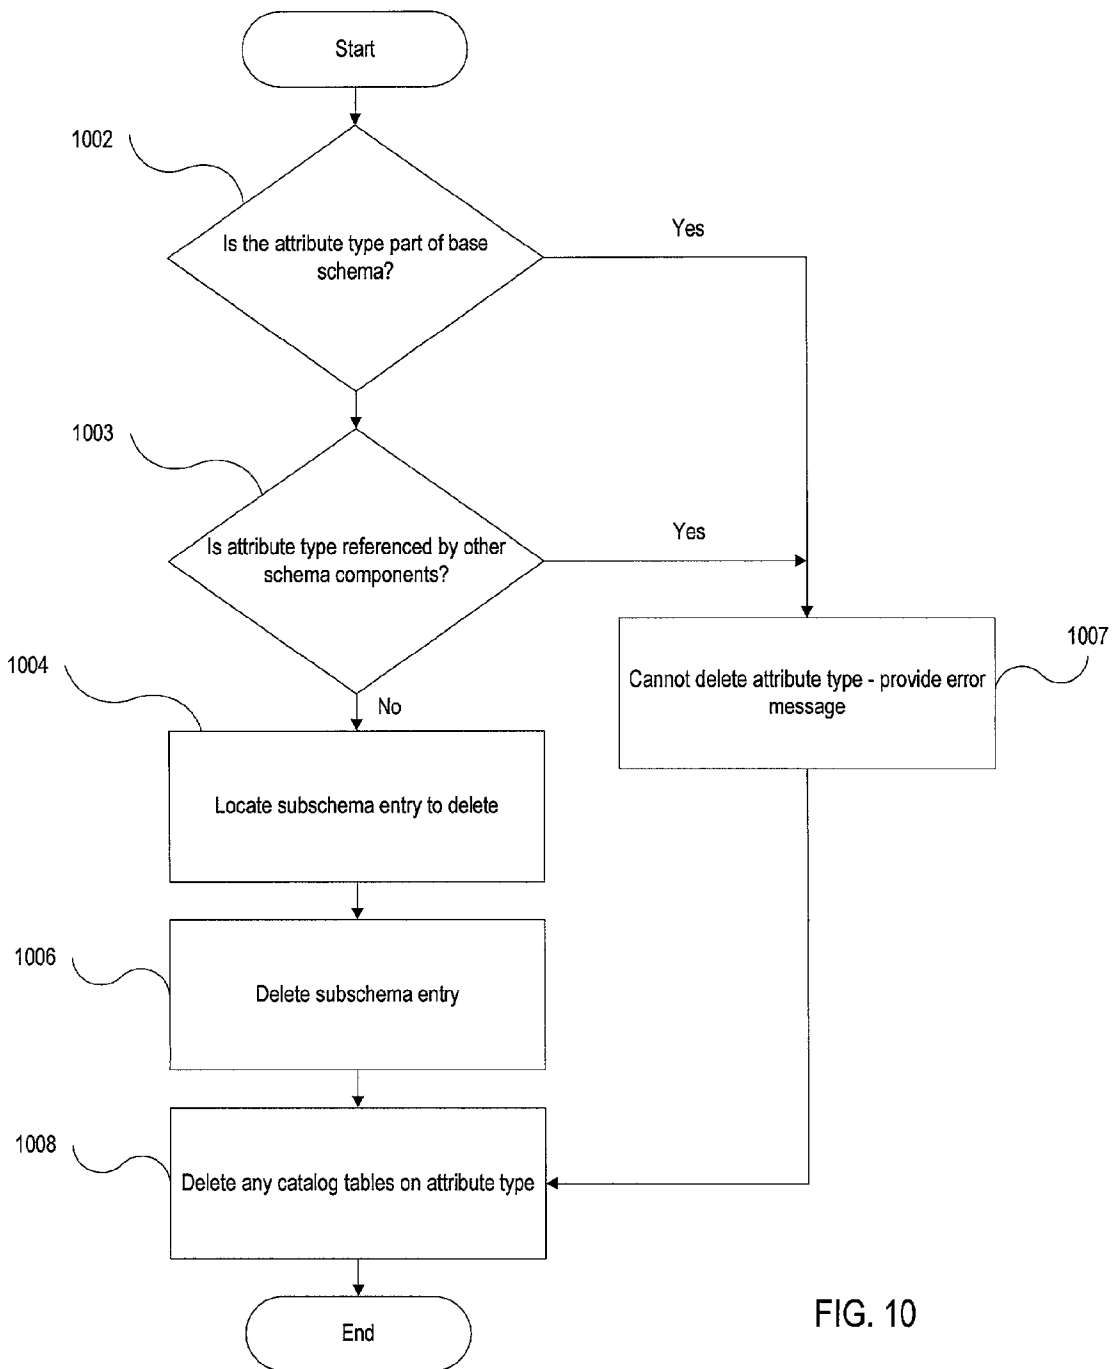 Start
1002
Is the attribute type part of base
schema?
Yes
1003
Is attribute type referenced by other
schema components?
Yes
1007
Cannot delete attribute type - provide error
message
1004
No
Locate subschema entry to delete
1006
Delete subschema entry
1008
Delete any catalog tables on attribute type
End
FIG. 10